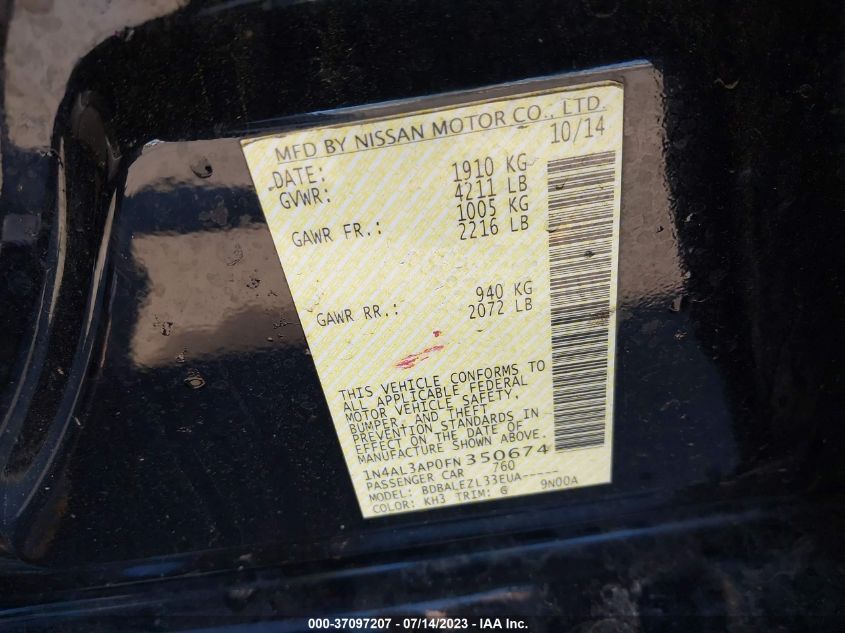 MFD BY NISSAN MOTOR CO., LTD.
DATE: 10/14
GVWR: 1910 KG
4211 LB
GAWR FR.: 1005 KG
2216 LB
GAWR RR.: 940 KG
2072 LB
THIS VEHICLE CONFORMS TO
ALL APPLICABLE FEDERAL
MOTOR VEHICLE SAFETY,
BUMPER, AND THEFT
PREVENTION STANDARDS IN
EFFECT ON THE DATE OF
MANUFACTURE SHOWN ABOVE.
1N4AL3AP0FN350674
PASSENGER CAR 760
MODEL: BDBALEZL33EUA-----
COLOR: KH3 TRIM: G 9N00A
000-37097207 - 07/14/2023 - IAA Inc.